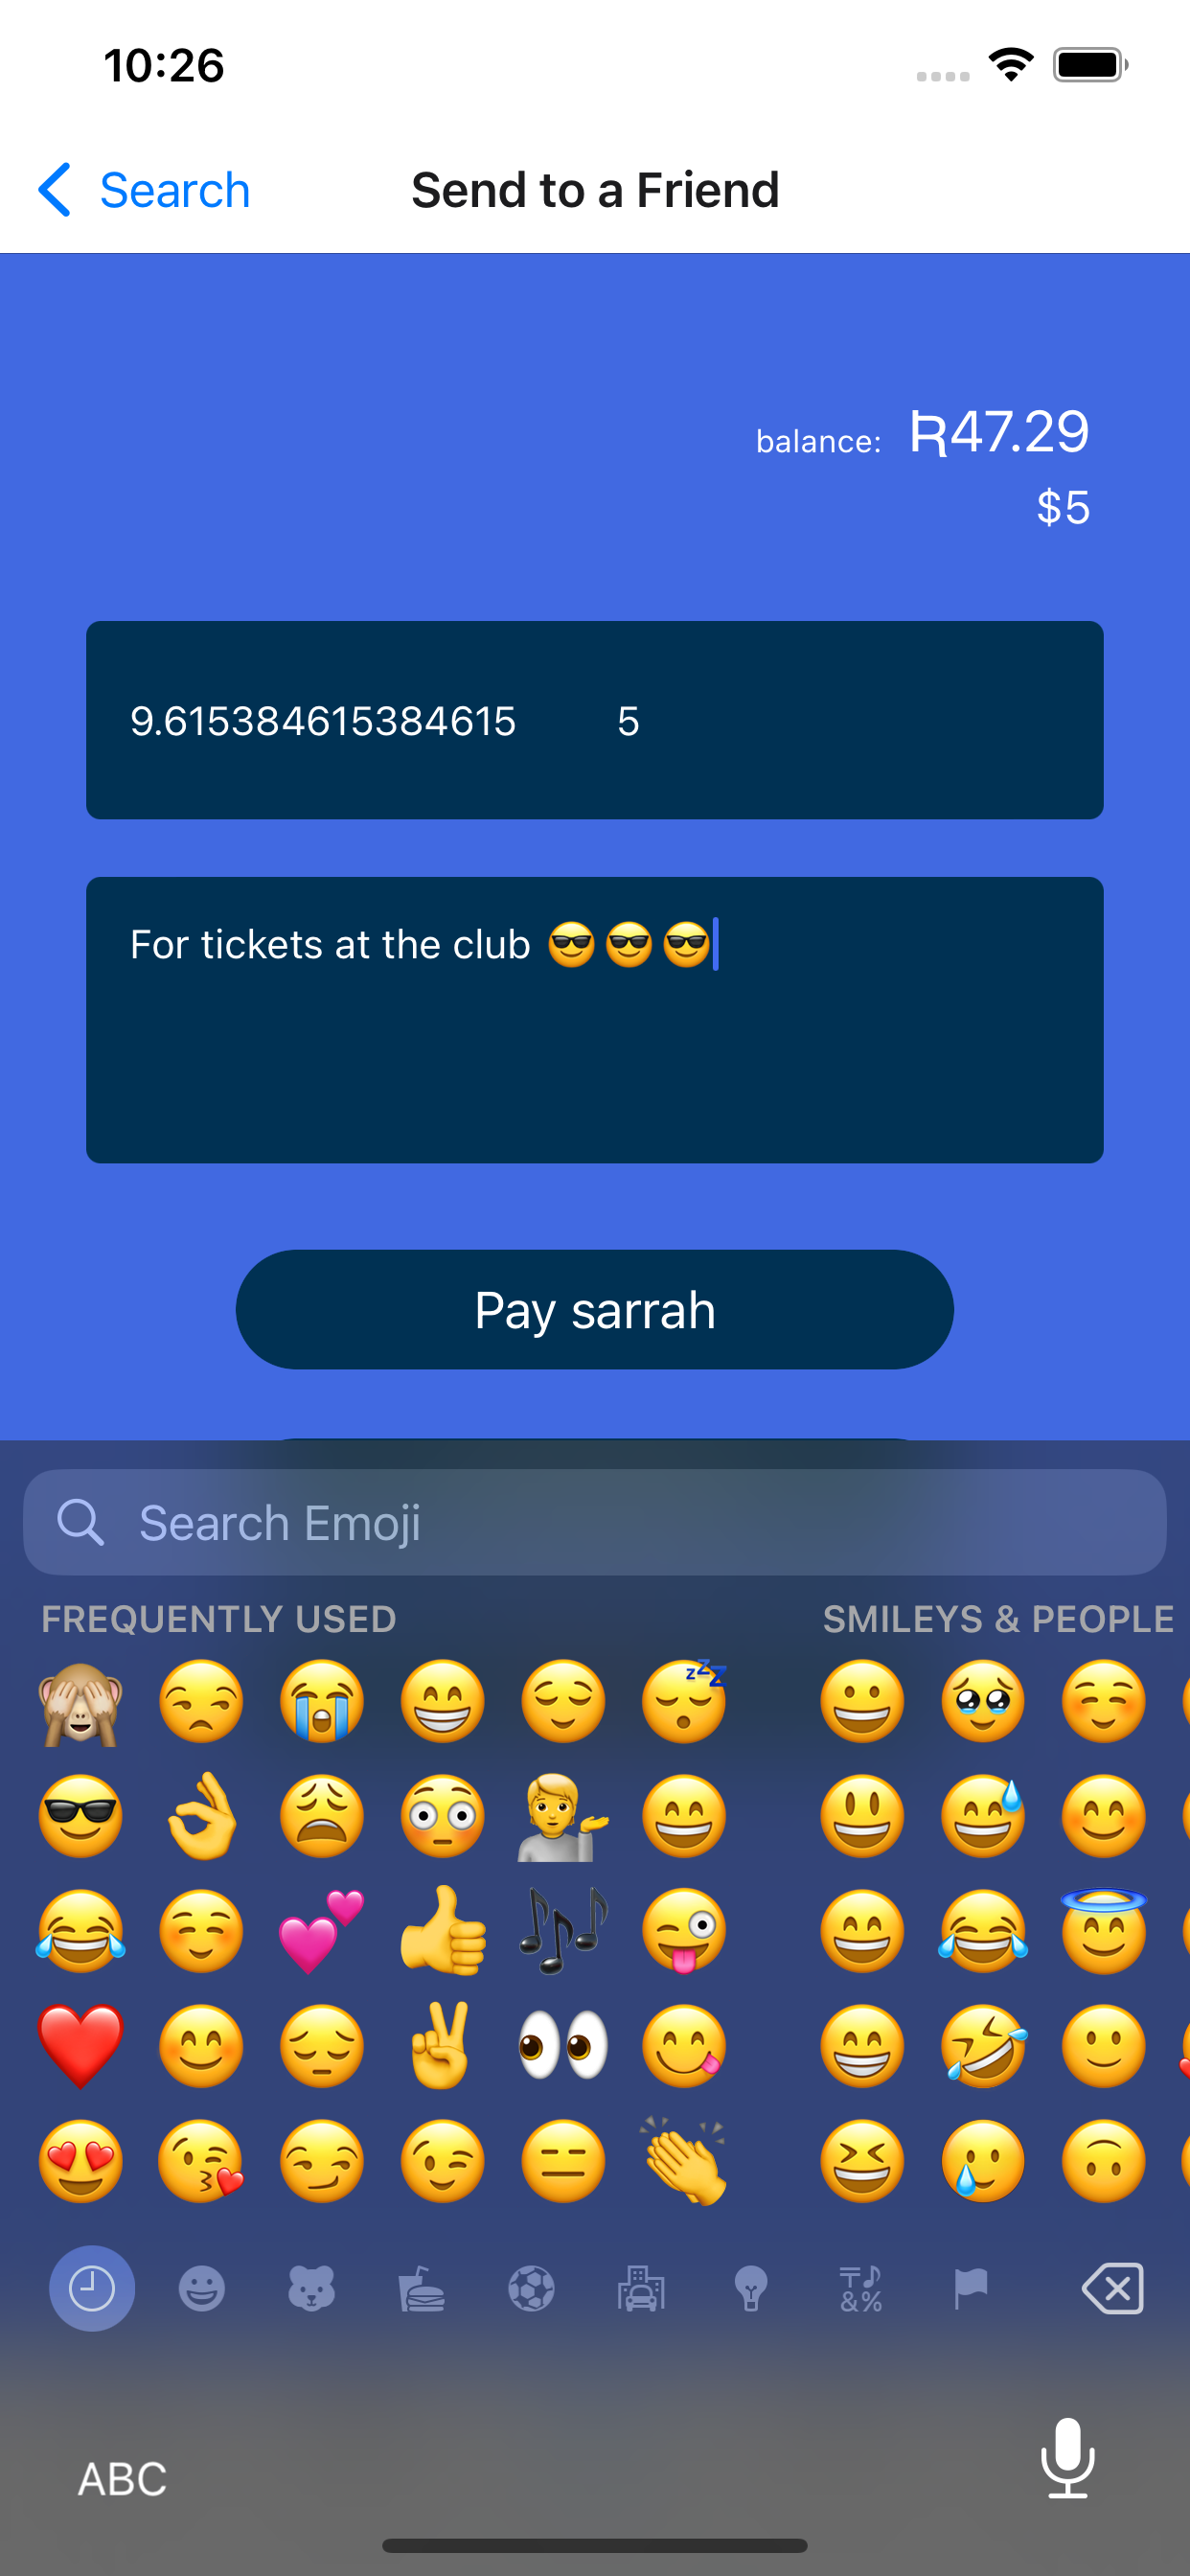 10:26
Search
Send to a Friend
balance: Ʀ47.29
$5
9.615384615384615 5
For tickets at the club 😎😎😎
Pay sarrah
Search Emoji
FREQUENTLY USED SMILEYS & PEOPLE
ABC